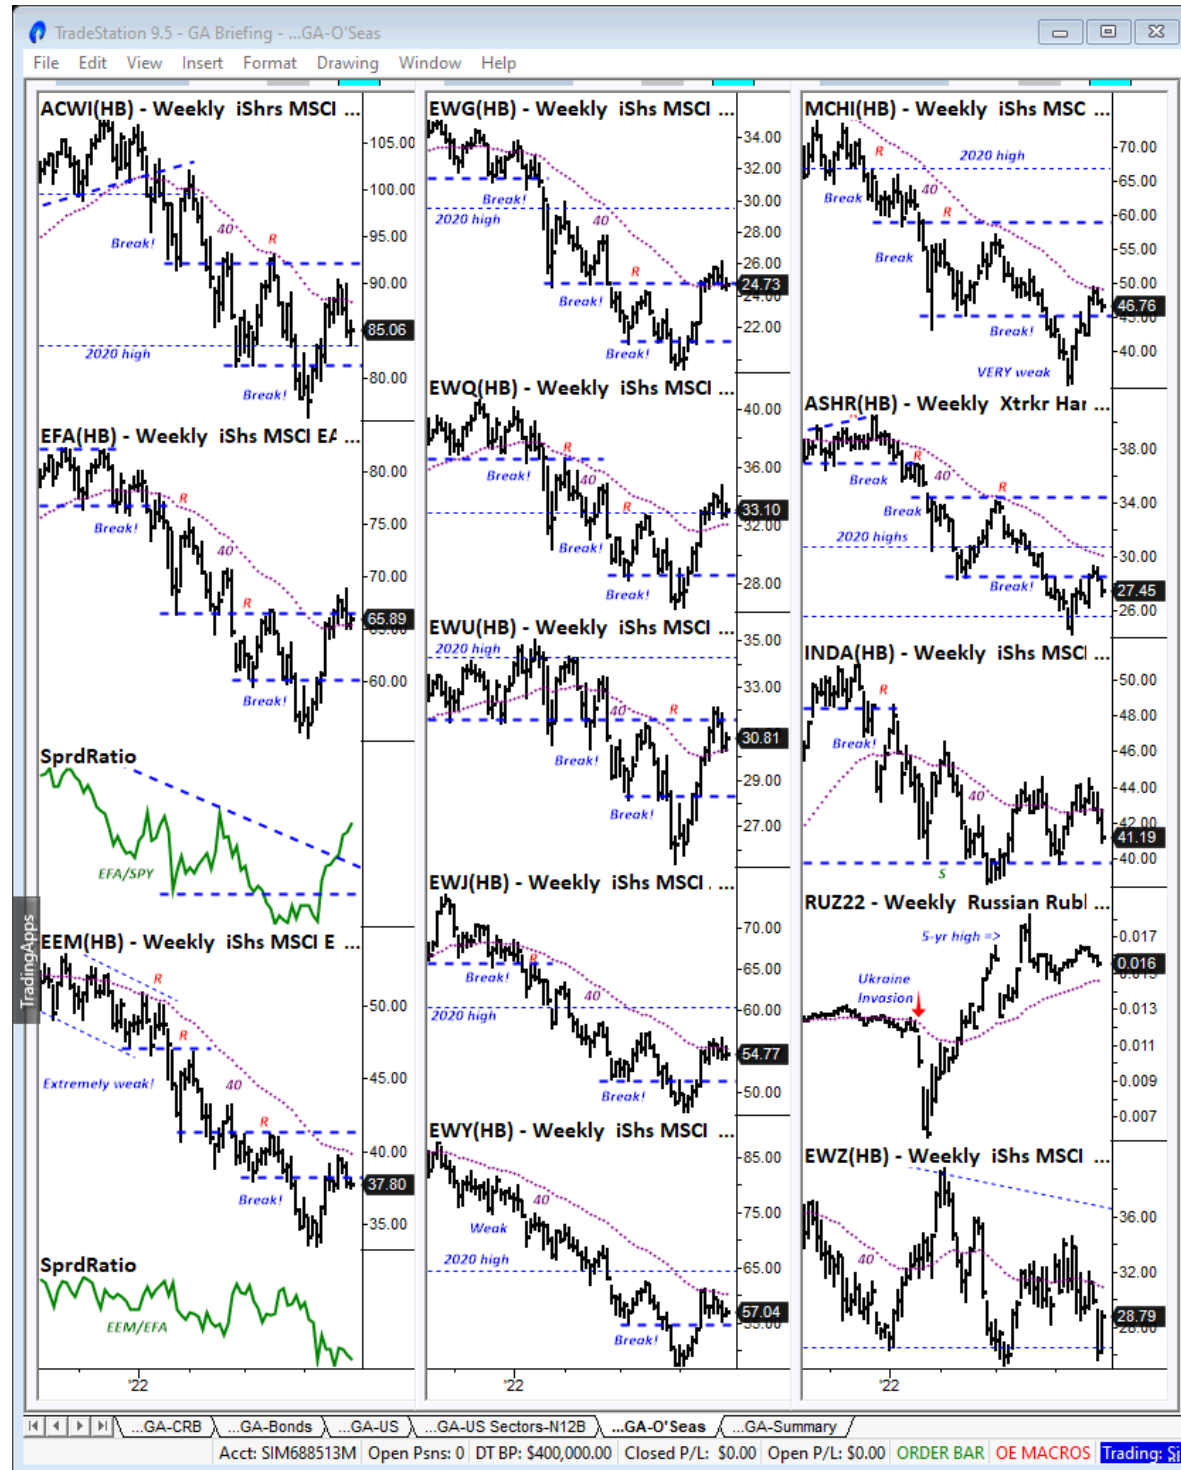 TradeStation 9.5 - GA Briefing - ...GA-O'Seas
File Edit View Insert Format Drawing Window Help
ACWI(HB) - Weekly iShrs MSCI ...
105.00
100.00
95.00
90.00
85.06
80.00
Break!
40
R
2020 high
Break!
EFA(HB) - Weekly iShs MSCI EA ...
80.00
75.00
70.00
65.89
60.00
R
Break!
40
R
Break!
SprdRatio
EFA/SPY
EEM(HB) - Weekly iShs MSCI E ...
50.00
45.00
40.00
37.80
35.00
R
R
Extremely weak!
40
R
Break!
SprdRatio
EEM/EFA
'22
EWG(HB) - Weekly iShs MSCI ...
34.00
32.00
30.00
28.00
26.00
24.73
24.00
22.00
Break!
2020 high
40
R
Break!
Break!
EWQ(HB) - Weekly iShs MSCI ...
40.00
36.00
33.10
32.00
28.00
R
Break!
40
R
Break!
Break!
EWU(HB) - Weekly iShs MSCI ...
35.00
33.00
30.81
29.00
27.00
2020 high
40
R
Break!
Break!
EWJ(HB) - Weekly iShs MSCI ...
70.00
65.00
60.00
54.77
50.00
Break!
R
40
2020 high
Break!
EWY(HB) - Weekly iShs MSCI ...
85.00
75.00
65.00
57.04
55.00
40
Weak
2020 high
Break!
'22
MCHI(HB) - Weekly iShs MSC ...
70.00
65.00
60.00
55.00
50.00
46.76
45.00
40.00
R
2020 high
Break
40
R
Break
Break!
VERY weak
ASHR(HB) - Weekly Xtrkr Har ...
38.00
34.00
30.00
27.45
26.00
R
Break
40
R
Break
2020 highs
Break!
INDA(HB) - Weekly iShs MSCI ...
50.00
48.00
46.00
44.00
42.00
41.19
40.00
R
Break!
40
S
RUZ22 - Weekly Russian Rubl ...
0.017
0.016
0.015
0.013
0.011
0.009
0.007
5-yr high =>
Ukraine
Invasion
EWZ(HB) - Weekly iShs MSCI ...
36.00
32.00
28.79
28.00
40
'22
TradingApps
...GA-CRB ...GA-Bonds ...GA-US ...GA-US Sectors-N12B ...GA-O'Seas ...GA-Summary
Acct: SIM688513M Open Psns: 0 DT BP: $400,000.00 Closed P/L: $0.00 Open P/L: $0.00 ORDER BAR OE MACROS Trading: